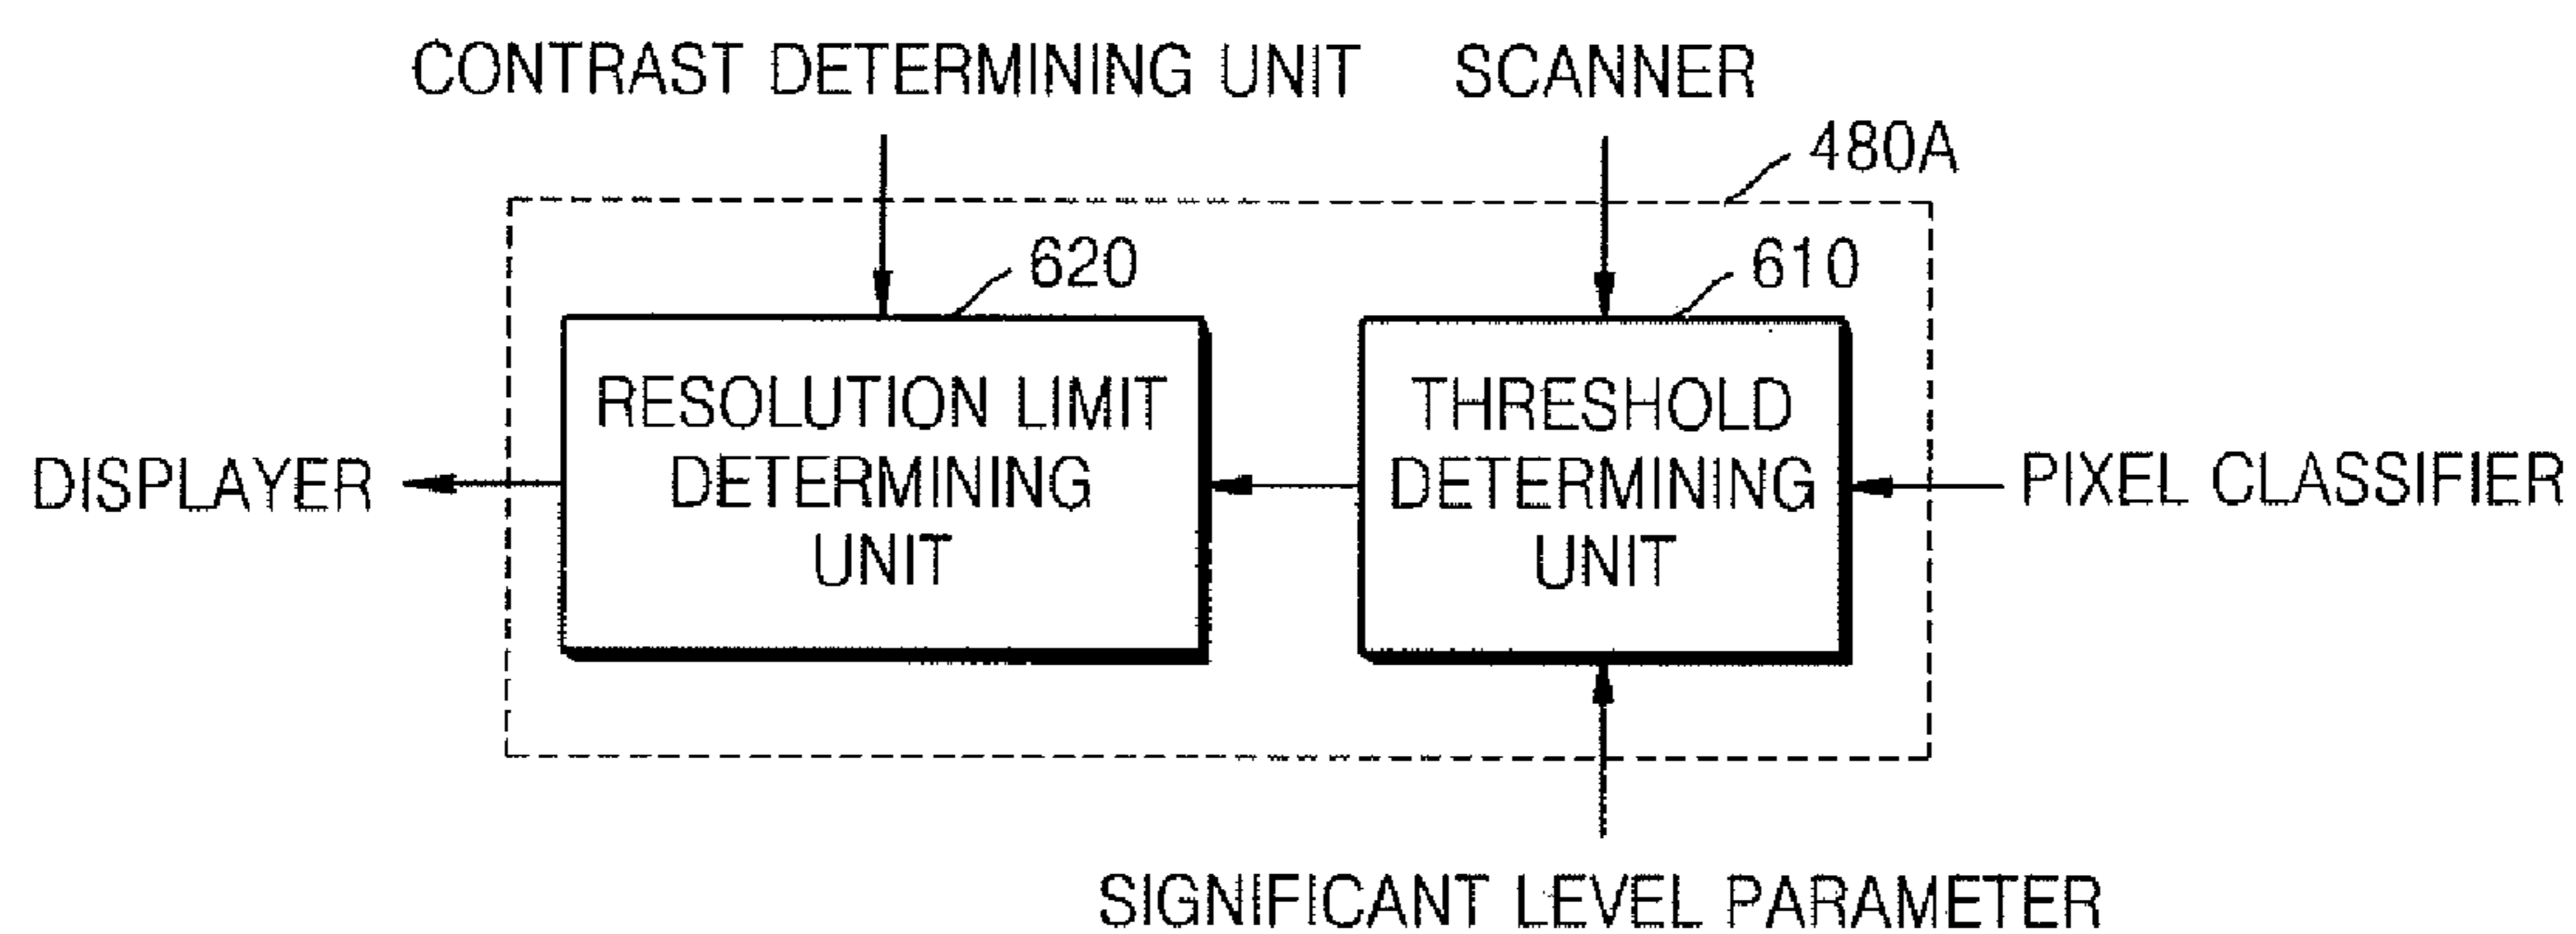 CONTRAST DETERMINING UNIT
SCANNER
480A
620
610
RESOLUTION LIMIT
DETERMINING
UNIT
THRESHOLD
DETERMINING
UNIT
DISPLAYER
PIXEL CLASSIFIER
SIGNIFICANT LEVEL PARAMETER